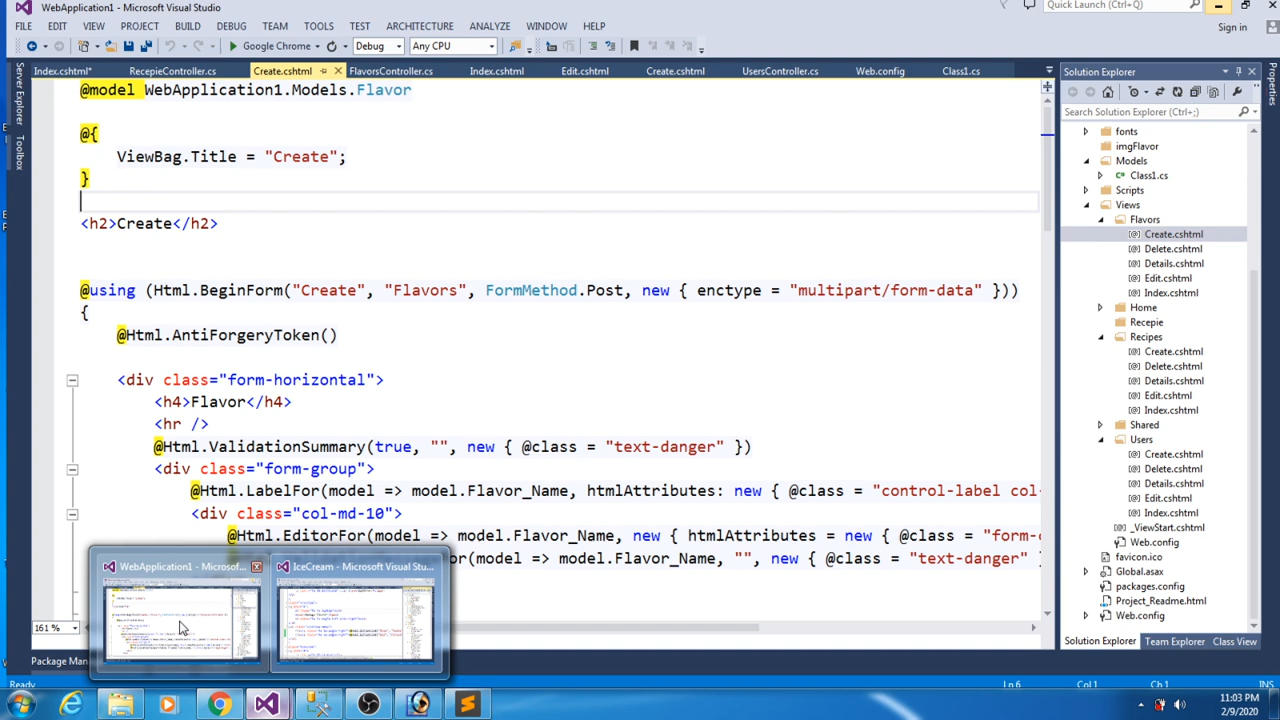 WebApplication1 - Microsoft Visual Studio
Quick Launch (Ctrl+Q)
FILE EDIT VIEW PROJECT BUILD DEBUG TEAM TOOLS TEST ARCHITECTURE ANALYZE WINDOW HELP
Sign in
Google Chrome Debug Any CPU
Index.cshtml* RecepieController.cs Create.cshtml FlavorsController.cs Index.cshtml Edit.cshtml Create.cshtml UsersController.cs Web.config Class1.cs
Server Explorer
Toolbox
@model WebApplication1.Models.Flavor
@{
ViewBag.Title = "Create";
}
<h2>Create</h2>
@using (Html.BeginForm("Create", "Flavors", FormMethod.Post, new { enctype = "multipart/form-data" }))
{
@Html.AntiForgeryToken()
<div class="form-horizontal">
<h4>Flavor</h4>
<hr />
@Html.ValidationSummary(true, "", new { @class = "text-danger" })
<div class="form-group">
@Html.LabelFor(model => model.Flavor_Name, htmlAttributes: new { @class = "control-label col-
<div class="col-md-10">
@Html.EditorFor(model => model.Flavor_Name, new { htmlAttributes = new { @class = "form-
or(model => model.Flavor_Name, "", new { @class = "text-danger"
Solution Explorer
Search Solution Explorer (Ctrl+;)
fonts
imgFlavor
Models
Class1.cs
Scripts
Views
Flavors
Create.cshtml
Delete.cshtml
Details.cshtml
Edit.cshtml
Index.cshtml
Home
Recepie
Recipes
Create.cshtml
Delete.cshtml
Details.cshtml
Edit.cshtml
Index.cshtml
Shared
Users
Create.cshtml
Delete.cshtml
Details.cshtml
Edit.cshtml
Index.cshtml
_ViewStart.cshtml
Web.config
favicon.ico
Global.asax
packages.config
Project_Readme.html
Web.config
Solution Explorer Team Explorer Class View
Properties
WebApplication1 - Microsof... IceCream - Microsoft Visual Stu...
161 %
Package Man
Ready Ln 6 Col 1 Ch 1 INS
11:03 PM
2/9/2020